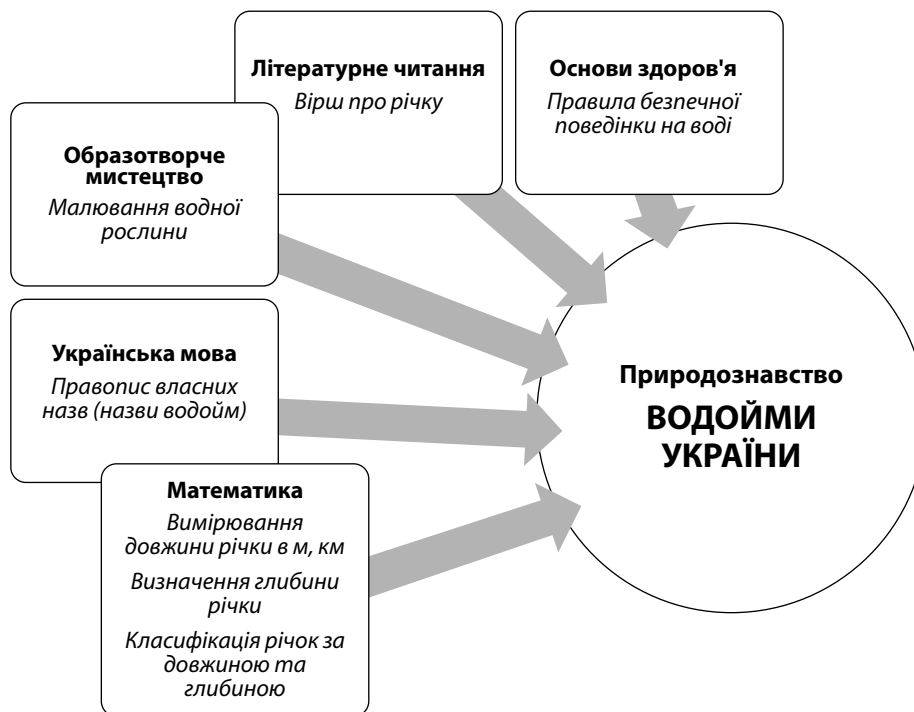 Літературне читання
Вірш про річку
Основи здоров'я
Правила безпечної
поведінки на воді
Образотворче
мистецтво
Малювання водної
рослини
Українська мова
Правопис власних
назв (назви водойм)
Математика
Вимірювання
довжини річки в м, км
Визначення глибини
річки
Класифікація річок за
довжиною та
глибиною
Природознавство
ВОДОЙМИ
УКРАЇНИ